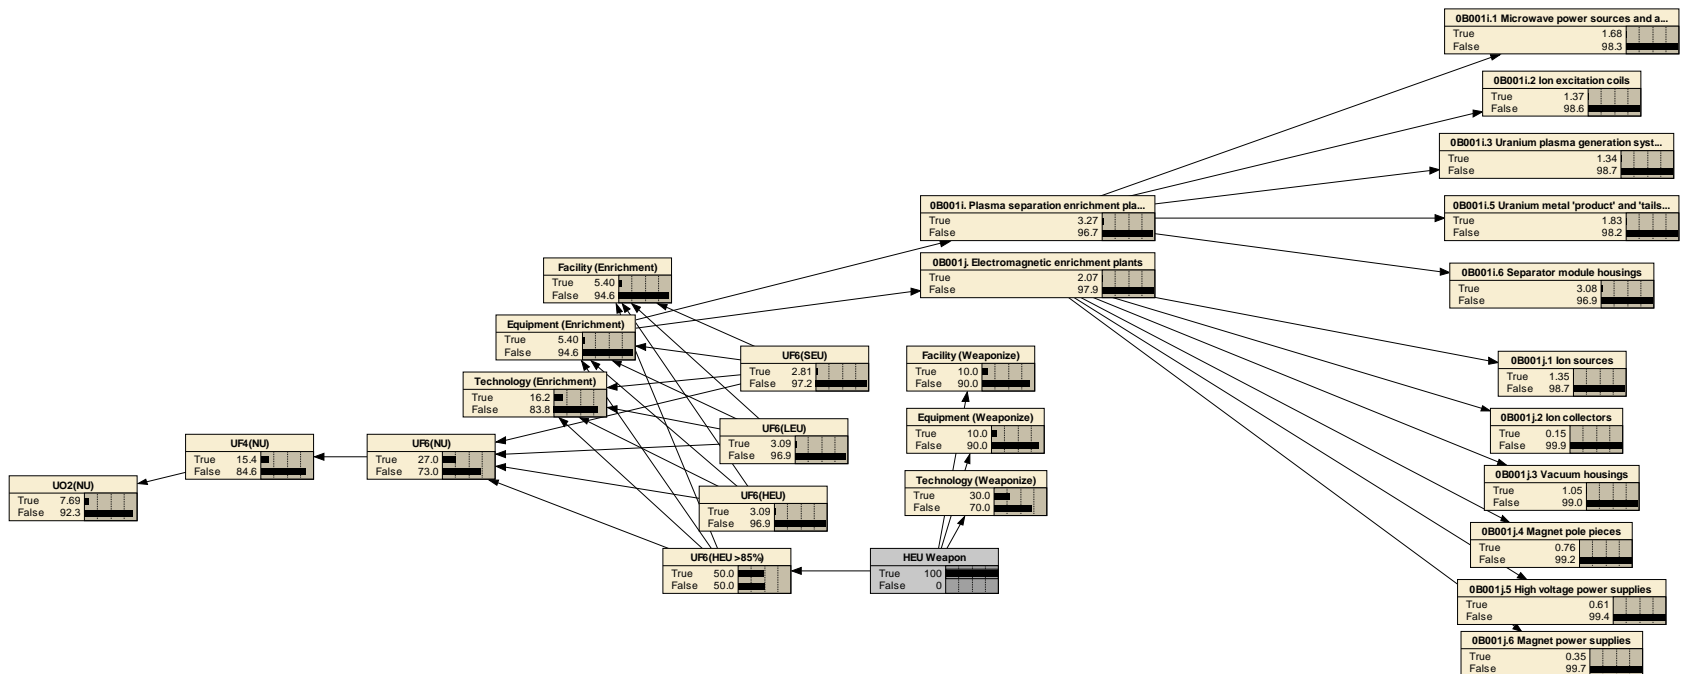 0B001i.1 Microwave power sources and a...
True 1.68
False 98.3
0B001i.2 Ion excitation coils
True 1.37
False 98.6
0B001i.3 Uranium plasma generation syst...
True 1.34
False 98.7
0B001i. Plasma separation enrichment pla...
True 3.27
False 96.7
0B001i.5 Uranium metal 'product' and 'tails...
True 1.83
False 98.2
0B001j. Electromagnetic enrichment plants
True 2.07
False 97.9
0B001i.6 Separator module housings
True 3.08
False 96.9
Facility (Enrichment)
True 5.40
False 94.6
Equipment (Enrichment)
True 5.40
False 94.6
Technology (Enrichment)
True 16.2
False 83.8
UF6(SEU)
True 2.81
False 97.2
Facility (Weaponize)
True 10.0
False 90.0
0B001j.1 Ion sources
True 1.35
False 98.7
UF6(LEU)
True 3.09
False 96.9
Equipment (Weaponize)
True 10.0
False 90.0
0B001j.2 Ion collectors
True 0.15
False 99.9
UF4(NU)
True 15.4
False 84.6
UF6(NU)
True 27.0
False 73.0
UO2(NU)
True 7.69
False 92.3
UF6(HEU)
True 3.09
False 96.9
Technology (Weaponize)
True 30.0
False 70.0
0B001j.3 Vacuum housings
True 1.05
False 99.0
0B001j.4 Magnet pole pieces
True 0.76
False 99.2
UF6(HEU >85%)
True 50.0
False 50.0
HEU Weapon
True 100
False 0
0B001j.5 High voltage power supplies
True 0.61
False 99.4
0B001j.6 Magnet power supplies
True 0.35
False 99.7